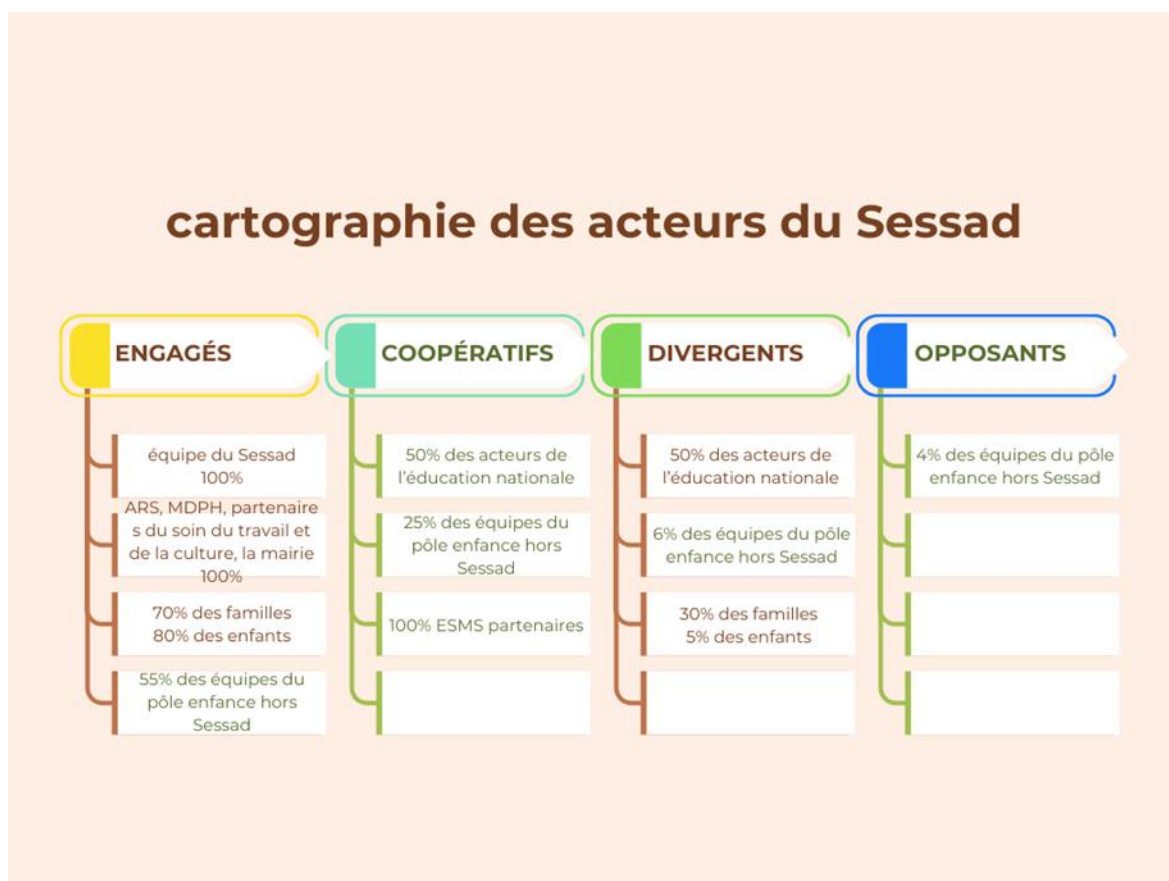 cartographie des acteurs du Sessad
ENGAGÉS
équipe du Sessad
100%
ARS, MDPH, partenaire
s du soin du travail et
de la culture, la mairie
100%
70% des familles
80% des enfants
55% des équipes du
pôle enfance hors
Sessad
COOPÉRATIFS
50% des acteurs de
l'éducation nationale
25% des équipes du
pôle enfance hors
Sessad
100% ESMS partenaires
DIVERGENTS
50% des acteurs de
l'éducation nationale
6% des équipes du pôle
enfance hors Sessad
30% des familles
5% des enfants
OPPOSANTS
4% des équipes du pôle
enfance hors Sessad